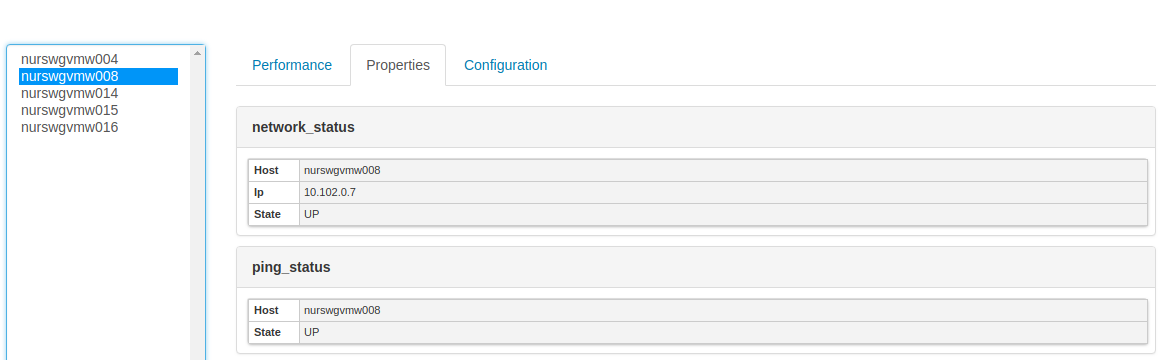 nurswgvmw004
nurswgvmw008
nurswgvmw014
nurswgvmw015
nurswgvmw016
Performance Properties Configuration
network_status
Host nurswgvmw008
Ip 10.102.0.7
State UP
ping_status
Host nurswgvmw008
State UP